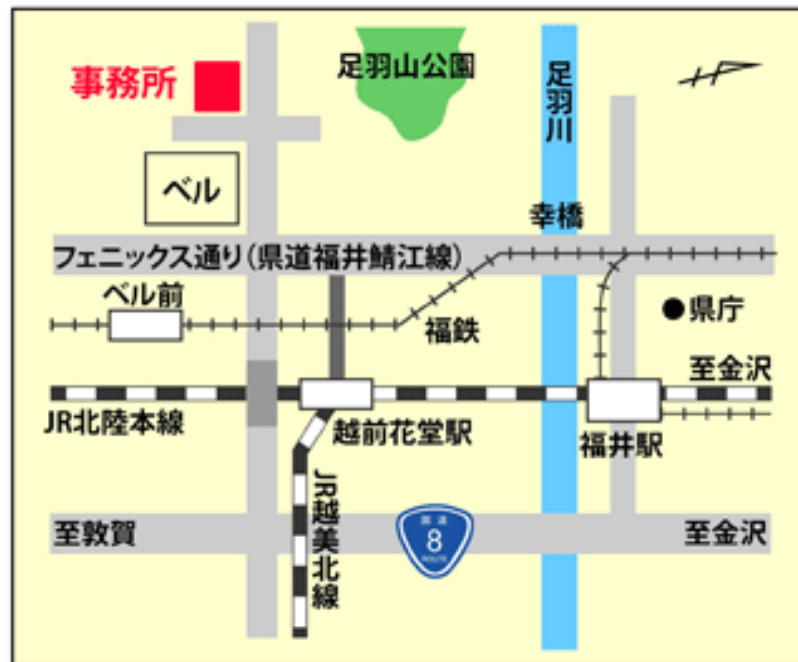 事務所
足羽山公園
足羽川
ベル
幸橋
フェニックス通り(県道福井鯖江線)
ベル前
福鉄
県庁
至金沢
JR北陸本線
越前花堂駅
福井駅
JR越美北線
至敦賀
国道
8
ROUTE
至金沢